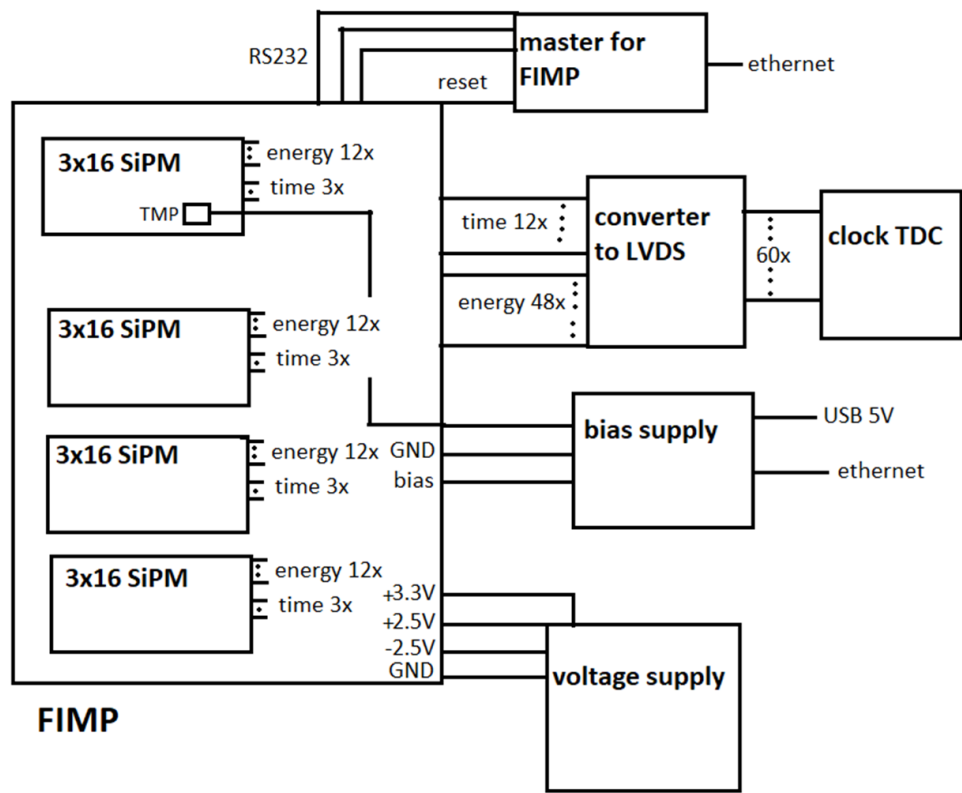 RS232
master for
FIMP
ethernet
reset
3x16 SiPM
energy 12x
time 3x
TMP
time 12x
converter
to LVDS
60x
clock TDC
energy 48x
3x16 SiPM
energy 12x
time 3x
bias supply
USB 5V
ethernet
GND
bias
3x16 SiPM
energy 12x
time 3x
3x16 SiPM
energy 12x
time 3x
+3.3V
+2.5V
-2.5V
GND
voltage supply
FIMP